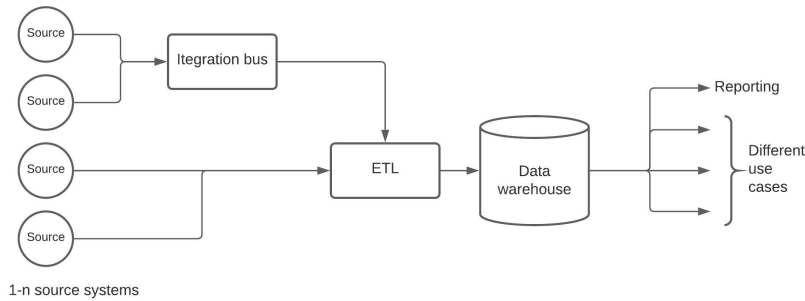 Source
Itegration bus
Source
Reporting
Source
ETL
Data
warehouse
Different
use
cases
Source
1-n source systems